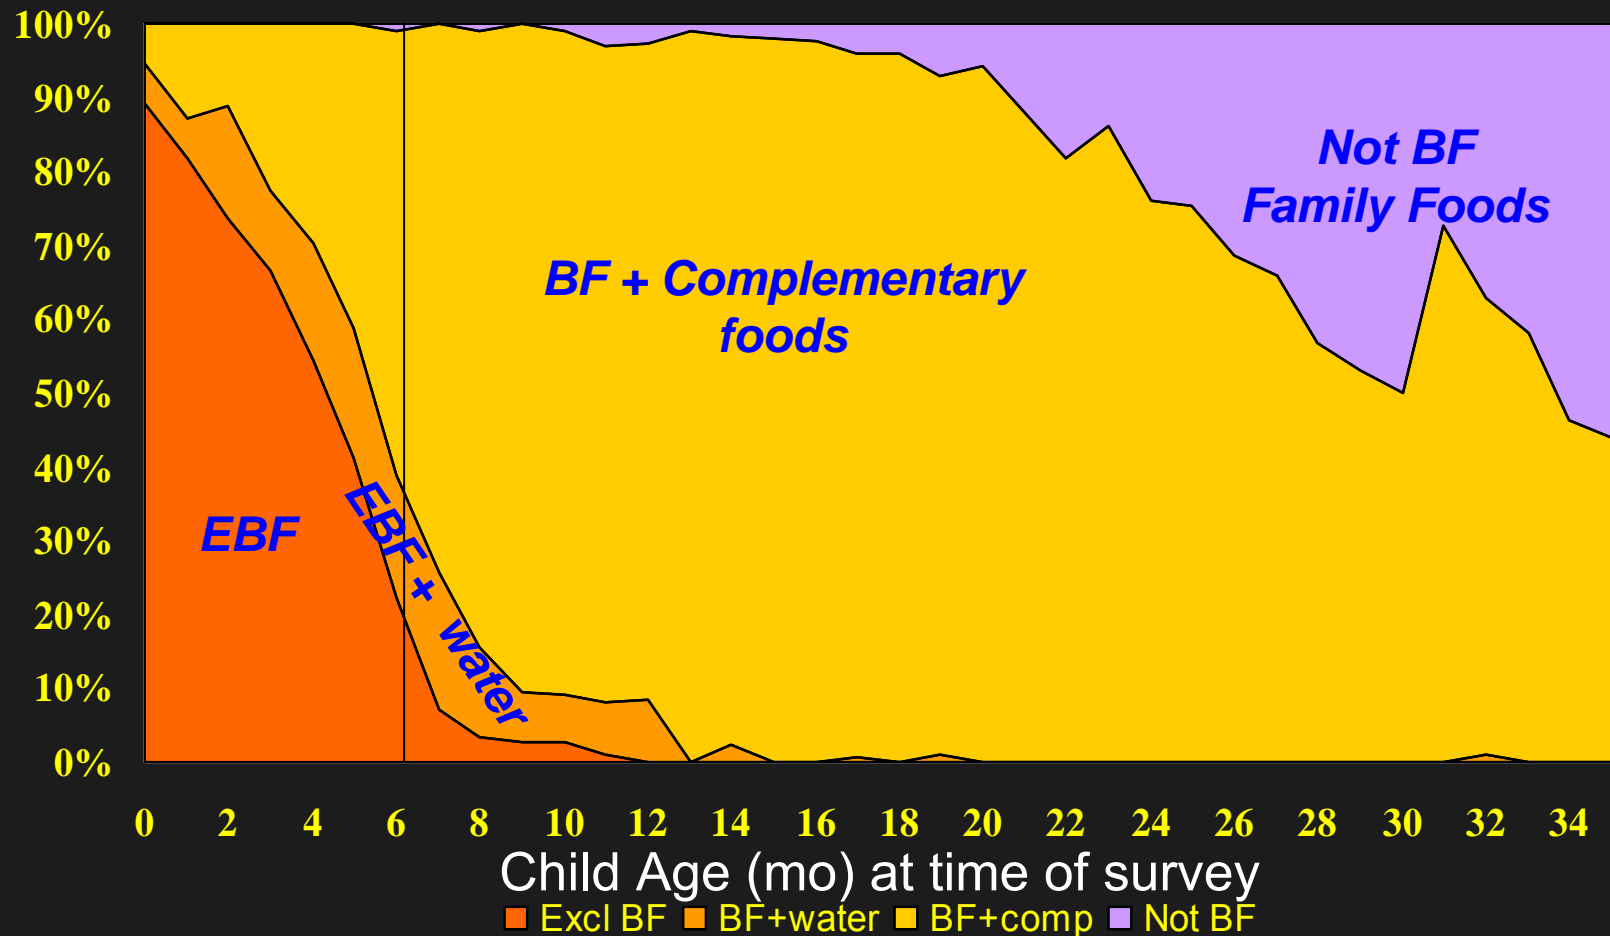 100%
90%
80%
70%
60%
50%
40%
30%
20%
10%
0%
Not BF
Family Foods
BF + Complementary
foods
EBF
EBF + water
0 2 4 6 8 10 12 14 16 18 20 22 24 26 28 30 32 34
Child Age (mo) at time of survey
Excl BF BF+water BF+comp Not BF